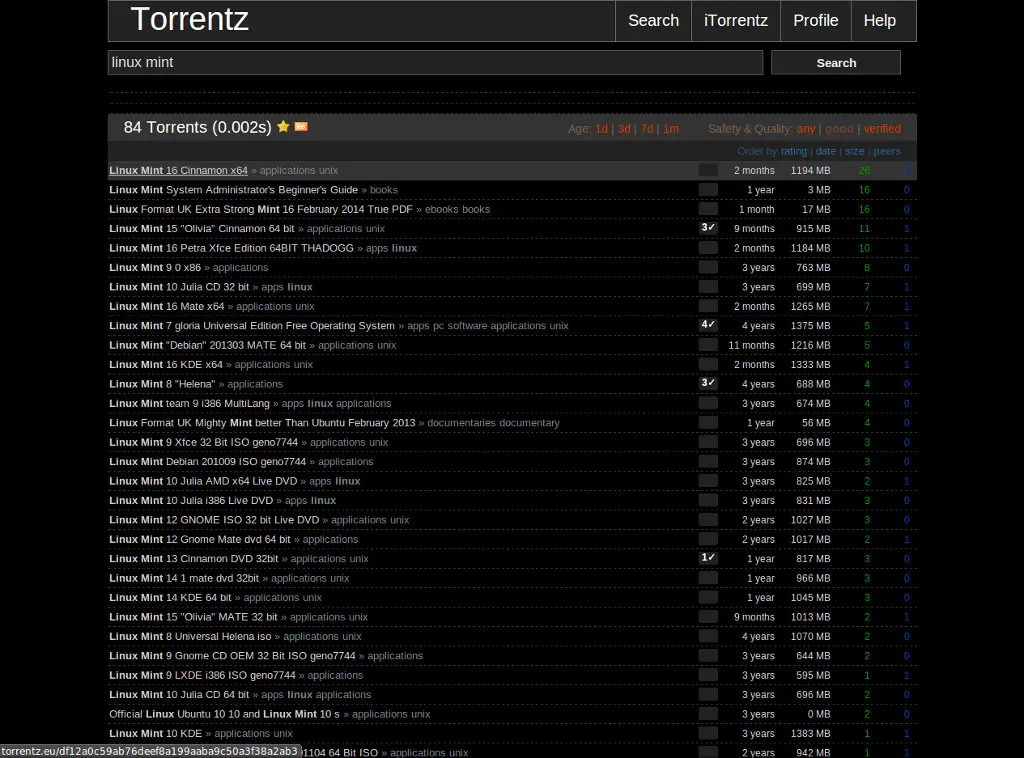 Torrentz Search iTorrentz Profile Help
linux mint Search
84 Torrents (0.002s) Age: 1d | 3d | 7d | 1m Safety & Quality: any | good | verified
Order by rating | date | size | peers
Linux Mint 16 Cinnamon x64 » applications unix 2 months 1194 MB 26 0
Linux Mint System Administrator's Beginner's Guide » books 1 year 3 MB 16 0
Linux Format UK Extra Strong Mint 16 February 2014 True PDF » ebooks books 1 month 17 MB 16 0
Linux Mint 15 "Olivia" Cinnamon 64 bit » applications unix 3✓ 9 months 915 MB 11 1
Linux Mint 16 Petra Xfce Edition 64BIT THADOGG » apps linux 2 months 1184 MB 10 1
Linux Mint 9 0 x86 » applications 3 years 763 MB 8 0
Linux Mint 10 Julia CD 32 bit » apps linux 3 years 699 MB 7 1
Linux Mint 16 Mate x64 » applications unix 2 months 1265 MB 7 1
Linux Mint 7 gloria Universal Edition Free Operating System » apps pc software applications unix 4✓ 4 years 1375 MB 5 1
Linux Mint "Debian" 201303 MATE 64 bit » applications unix 11 months 1216 MB 5 0
Linux Mint 16 KDE x64 » applications unix 2 months 1333 MB 4 1
Linux Mint 8 "Helena" » applications 3✓ 4 years 688 MB 4 0
Linux Mint team 9 i386 MultiLang » apps linux applications 3 years 674 MB 4 0
Linux Format UK Mighty Mint better Than Ubuntu February 2013 » documentaries documentary 1 year 56 MB 4 0
Linux Mint 9 Xfce 32 Bit ISO geno7744 » applications unix 3 years 696 MB 3 0
Linux Mint Debian 201009 ISO geno7744 » applications 3 years 874 MB 3 0
Linux Mint 10 Julia AMD x64 Live DVD » apps linux 3 years 825 MB 2 1
Linux Mint 10 Julia i386 Live DVD » apps linux 3 years 831 MB 3 0
Linux Mint 12 GNOME ISO 32 bit Live DVD » applications unix 2 years 1027 MB 3 0
Linux Mint 12 Gnome Mate dvd 64 bit » applications 2 years 1017 MB 2 1
Linux Mint 13 Cinnamon DVD 32bit » applications unix 1✓ 1 year 817 MB 3 0
Linux Mint 14 1 mate dvd 32bit » applications unix 1 year 966 MB 3 0
Linux Mint 14 KDE 64 bit » applications unix 1 year 1045 MB 3 0
Linux Mint 15 "Olivia" MATE 32 bit » applications unix 9 months 1013 MB 2 1
Linux Mint 8 Universal Helena iso » applications unix 4 years 1070 MB 2 0
Linux Mint 9 Gnome CD OEM 32 Bit ISO geno7744 » applications 3 years 644 MB 2 0
Linux Mint 9 LXDE i386 ISO geno7744 » applications 3 years 595 MB 1 1
Linux Mint 10 Julia CD 64 bit » apps linux applications 3 years 696 MB 2 0
Official Linux Ubuntu 10 10 and Linux Mint 10 s » applications unix 3 years 0 MB 2 0
Linux Mint 10 KDE » applications unix 3 years 1383 MB 1 1
torrentz.eu/df12a0c59ab76deef8a199aaba9c50a3f38a2ab3 1104 64 Bit ISO » applications unix 2 years 942 MB 1 1